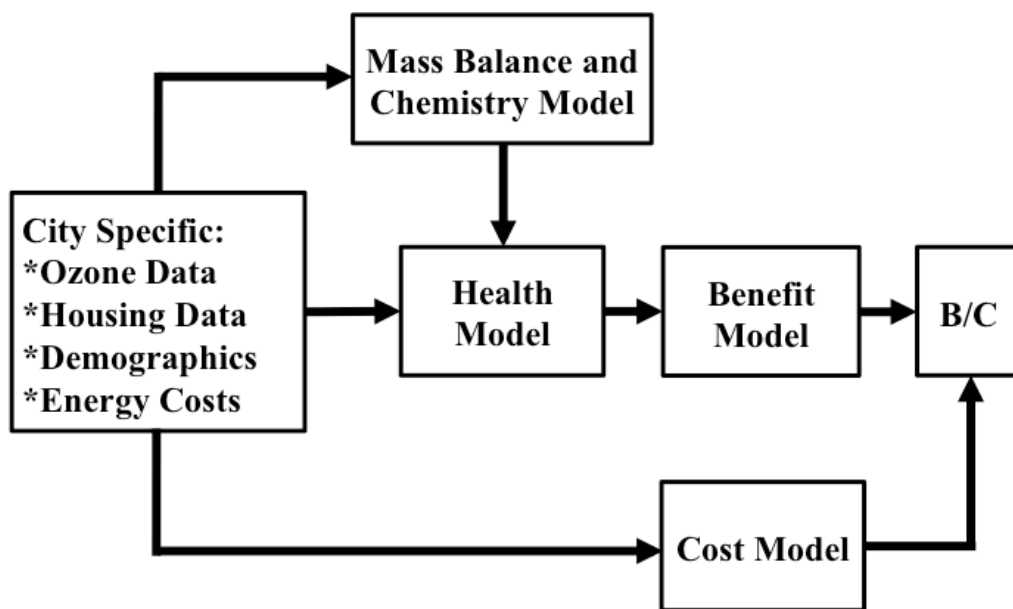 Mass Balance and
Chemistry Model
City Specific:
*Ozone Data
*Housing Data
*Demographics
*Energy Costs
Health
Model
Benefit
Model
B/C
Cost Model